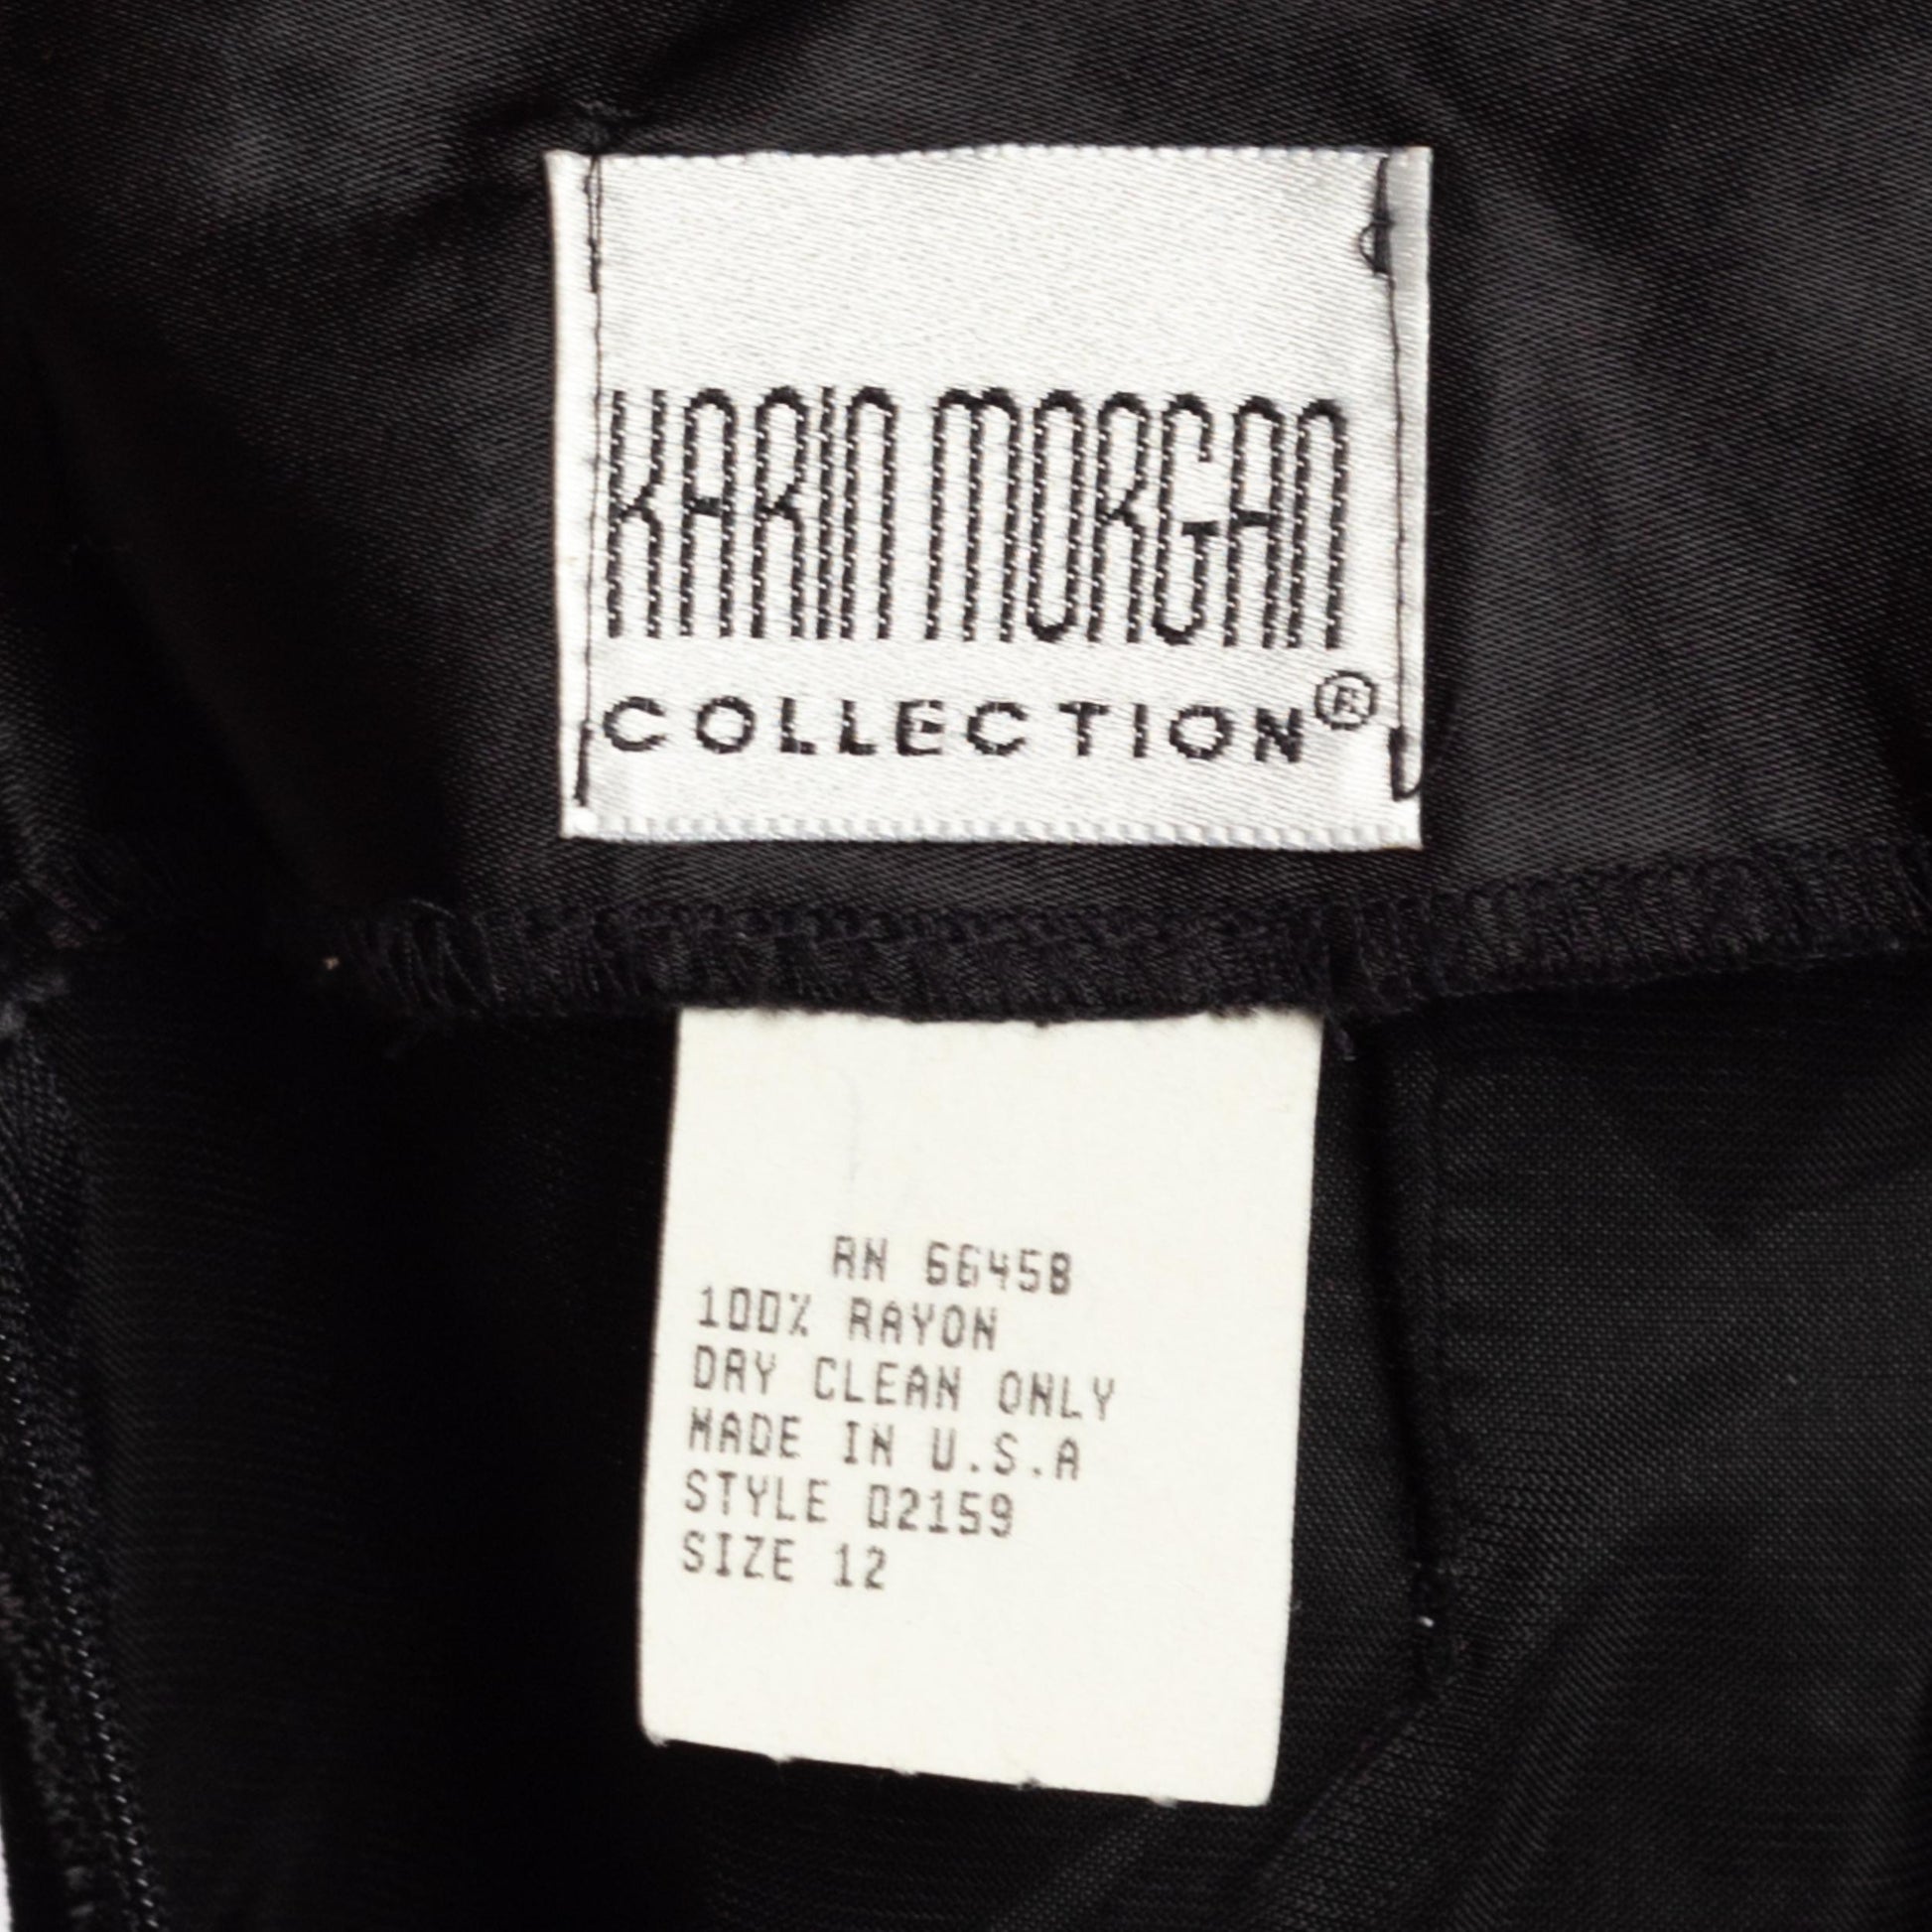 KARIN MORGAN
COLLECTION®
RN 66458
100% RAYON
DRY CLEAN ONLY
MADE IN U.S.A
STYLE 02159
SIZE 12